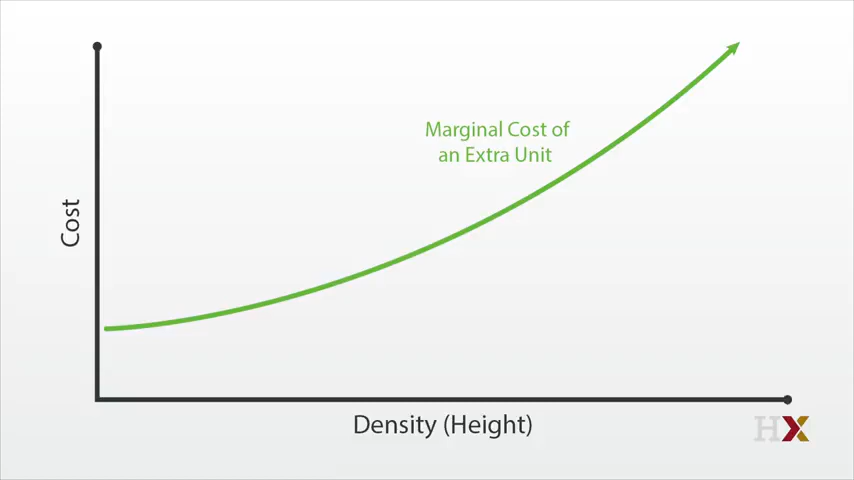 Marginal Cost of
an Extra Unit
Cost
Density (Height)
HX